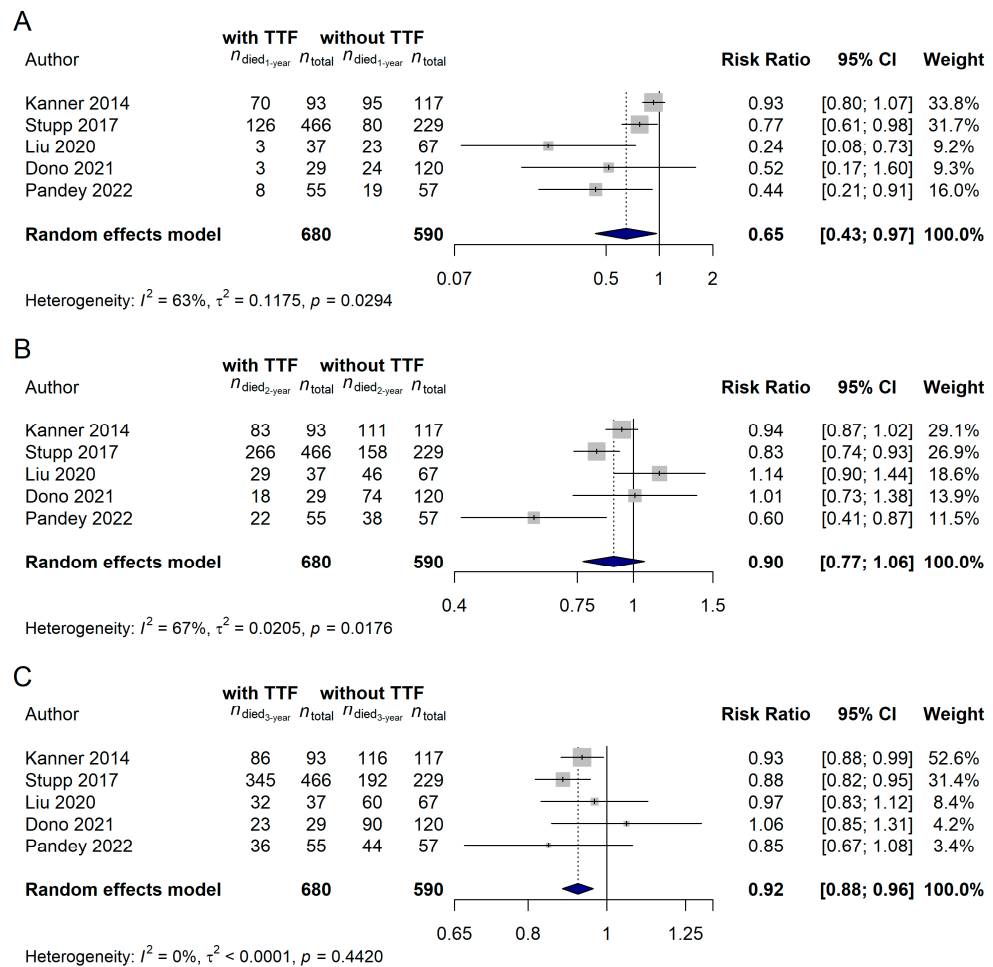 A
with TTF without TTF
Author n died1-year n total n died1-year n total Risk Ratio 95% CI Weight
Kanner 2014 70 93 95 117 0.93 [0.80; 1.07] 33.8%
Stupp 2017 126 466 80 229 0.77 [0.61; 0.98] 31.7%
Liu 2020 3 37 23 67 0.24 [0.08; 0.73] 9.2%
Dono 2021 3 29 24 120 0.52 [0.17; 1.60] 9.3%
Pandey 2022 8 55 19 57 0.44 [0.21; 0.91] 16.0%
Random effects model 680 590 0.65 [0.43; 0.97] 100.0%
0.07 0.5 1 2
Heterogeneity: I² = 63%, τ² = 0.1175, p = 0.0294
B
with TTF without TTF
Author n died2-year n total n died2-year n total Risk Ratio 95% CI Weight
Kanner 2014 83 93 111 117 0.94 [0.87; 1.02] 29.1%
Stupp 2017 266 466 158 229 0.83 [0.74; 0.93] 26.9%
Liu 2020 29 37 46 67 1.14 [0.90; 1.44] 18.6%
Dono 2021 18 29 74 120 1.01 [0.73; 1.38] 13.9%
Pandey 2022 22 55 38 57 0.60 [0.41; 0.87] 11.5%
Random effects model 680 590 0.90 [0.77; 1.06] 100.0%
0.4 0.75 1 1.5
Heterogeneity: I² = 67%, τ² = 0.0205, p = 0.0176
C
with TTF without TTF
Author n died3-year n total n died3-year n total Risk Ratio 95% CI Weight
Kanner 2014 86 93 116 117 0.93 [0.88; 0.99] 52.6%
Stupp 2017 345 466 192 229 0.88 [0.82; 0.95] 31.4%
Liu 2020 32 37 60 67 0.97 [0.83; 1.12] 8.4%
Dono 2021 23 29 90 120 1.06 [0.85; 1.31] 4.2%
Pandey 2022 36 55 44 57 0.85 [0.67; 1.08] 3.4%
Random effects model 680 590 0.92 [0.88; 0.96] 100.0%
0.65 0.8 1 1.25
Heterogeneity: I² = 0%, τ² < 0.0001, p = 0.4420